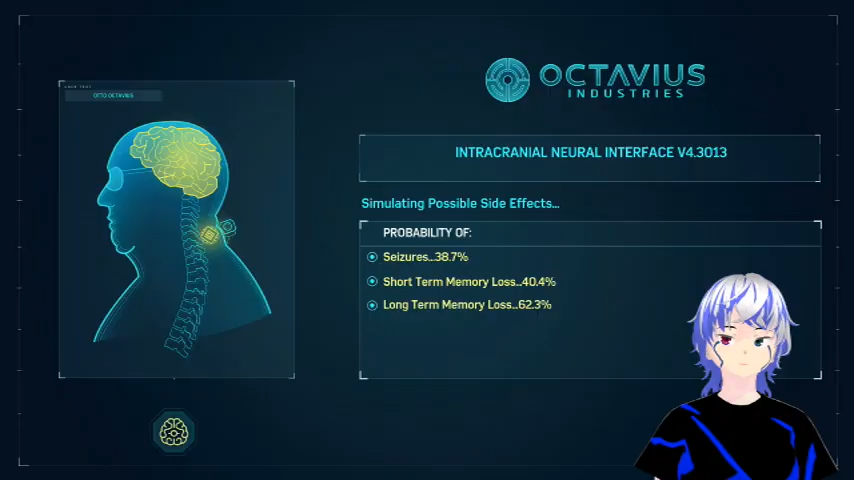 OTTO OCTAVIUS
OCTAVIUS
INDUSTRIES
INTRACRANIAL NEURAL INTERFACE V4.3013
Simulating Possible Side Effects...
PROBABILITY OF:
Seizures...38.7%
Short Term Memory Loss...40.4%
Long Term Memory Loss...62.3%